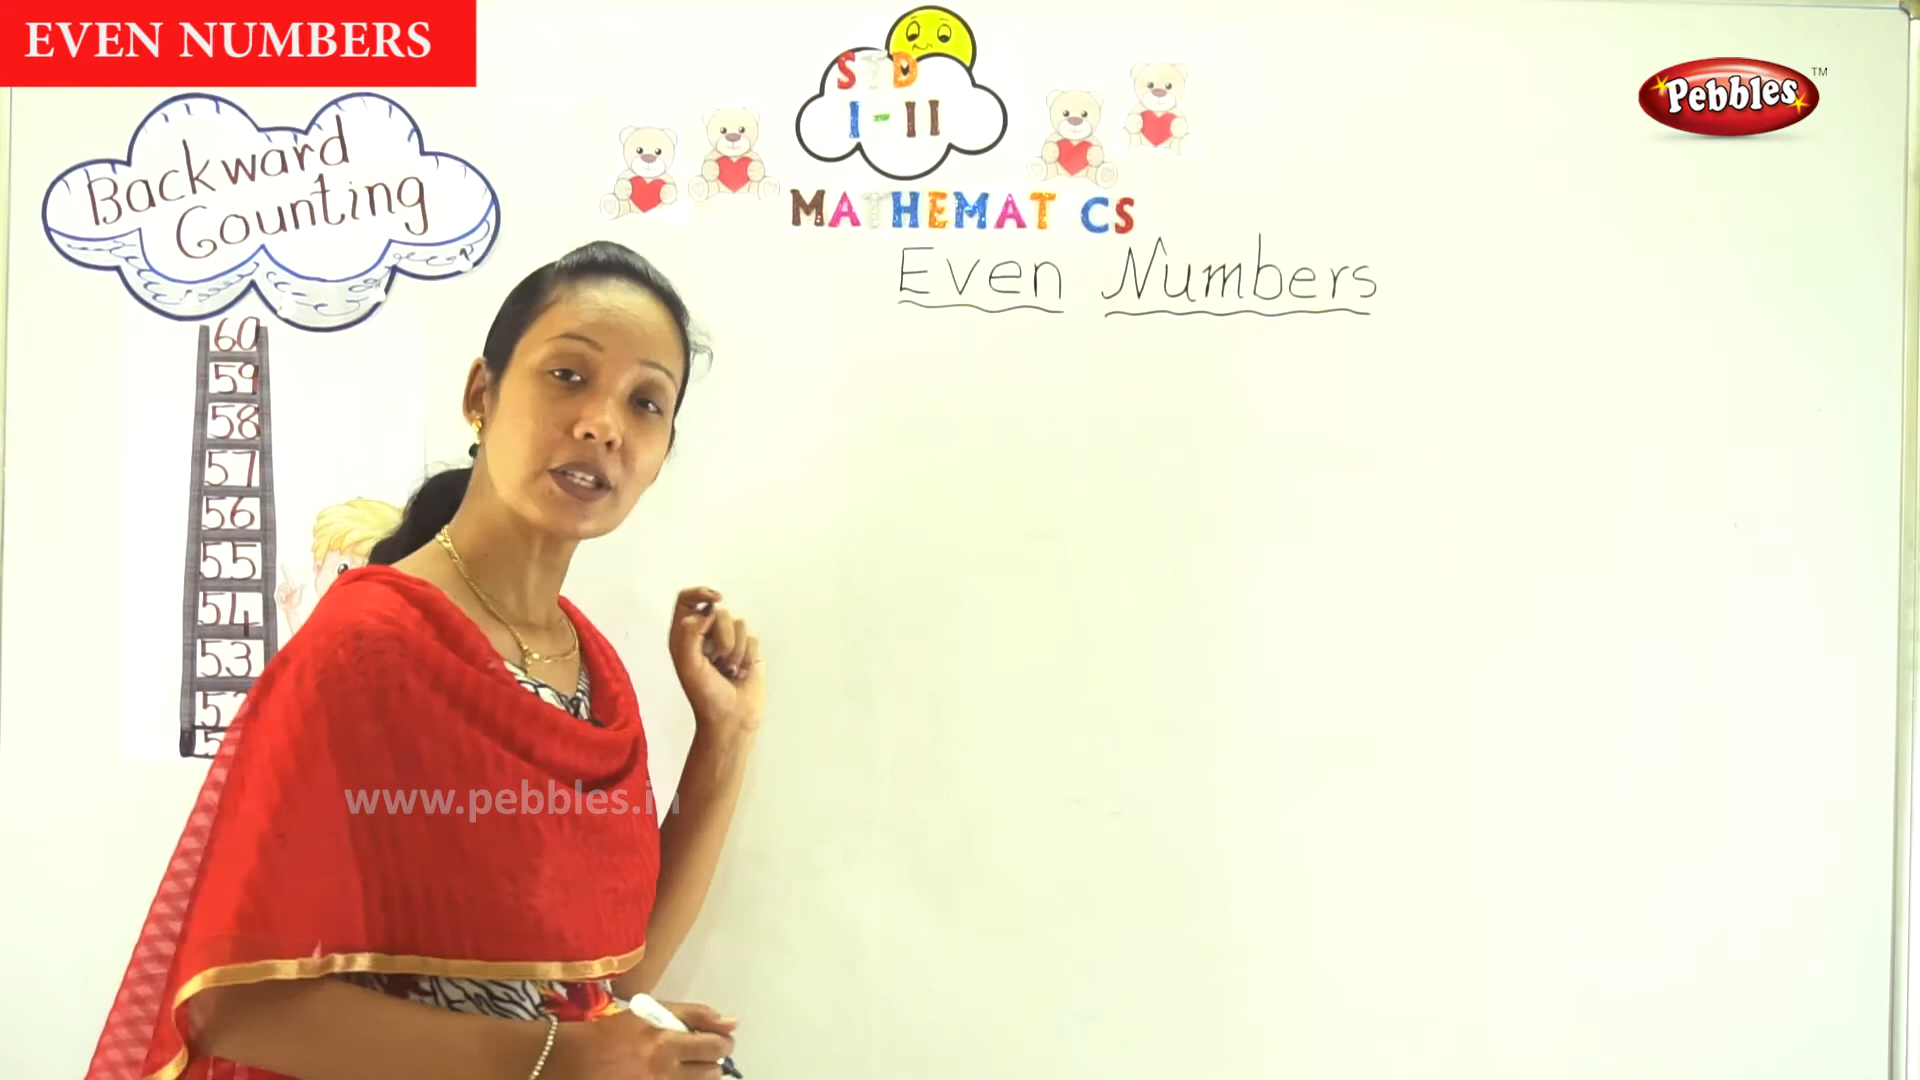 EVEN NUMBERS
STD
I-II
MATHEMAT CS
Pebbles™
Backward
Counting
Even Numbers
60
59
58
57
56
55
54
53
www.pebbles.in